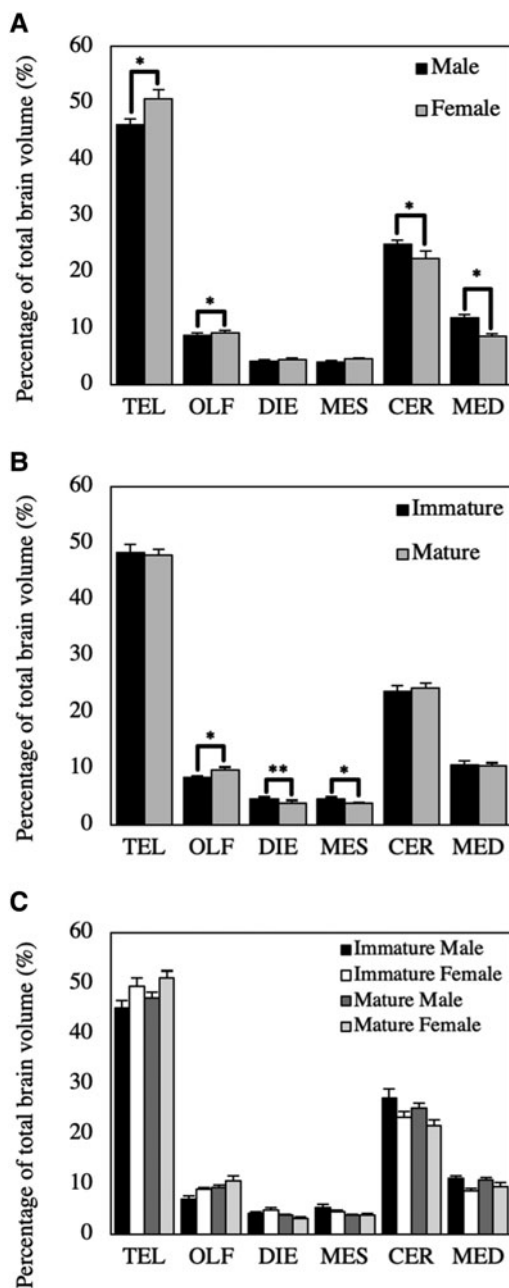 A
Percentage of total brain volume (%)
60
50
40
30
20
10
0
* * * *
Male
Female
TEL OLF DIE MES CER MED
B
Percentage of total brain volume (%)
60
50
40
30
20
10
0
* ** *
Immature
Mature
TEL OLF DIE MES CER MED
C
Percentage of total brain volume (%)
60
50
40
30
20
10
0
Immature Male
Immature Female
Mature Male
Mature Female
TEL OLF DIE MES CER MED